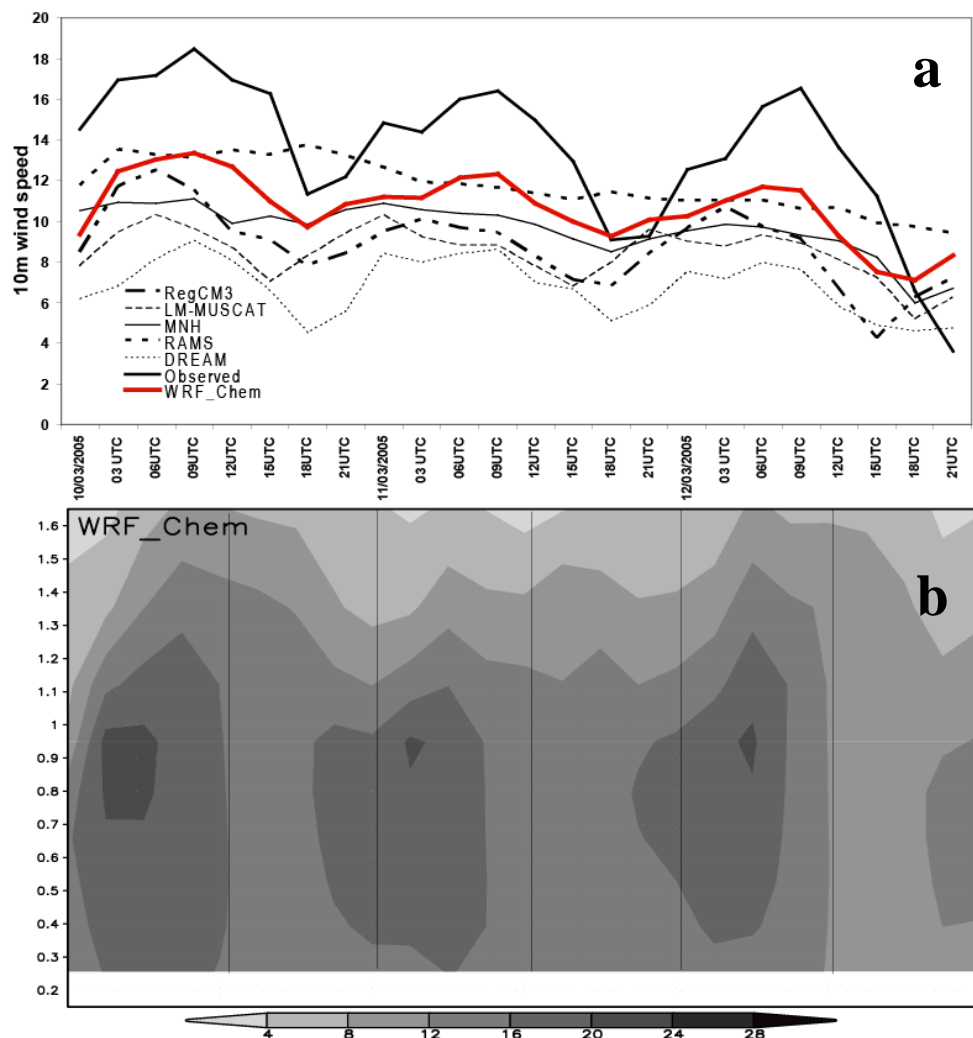 20
18
16
14
12
10
8
6
4
2
0
10m wind speed
a
RegCM3
LM-MUSCAT
MNH
RAMS
DREAM
Observed
WRF_Chem
10/03/2005
03 UTC
06UTC
09UTC
12UTC
15UTC
18UTC
21UTC
11/03/2005
03 UTC
06UTC
09UTC
12UTC
15UTC
18UTC
21UTC
12/03/2005
03 UTC
06UTC
09UTC
12UTC
15UTC
18UTC
21UTC
WRF_Chem
b
1.6
1.5
1.4
1.3
1.2
1.1
1
0.9
0.8
0.7
0.6
0.5
0.4
0.3
0.2
4 8 12 16 20 24 28